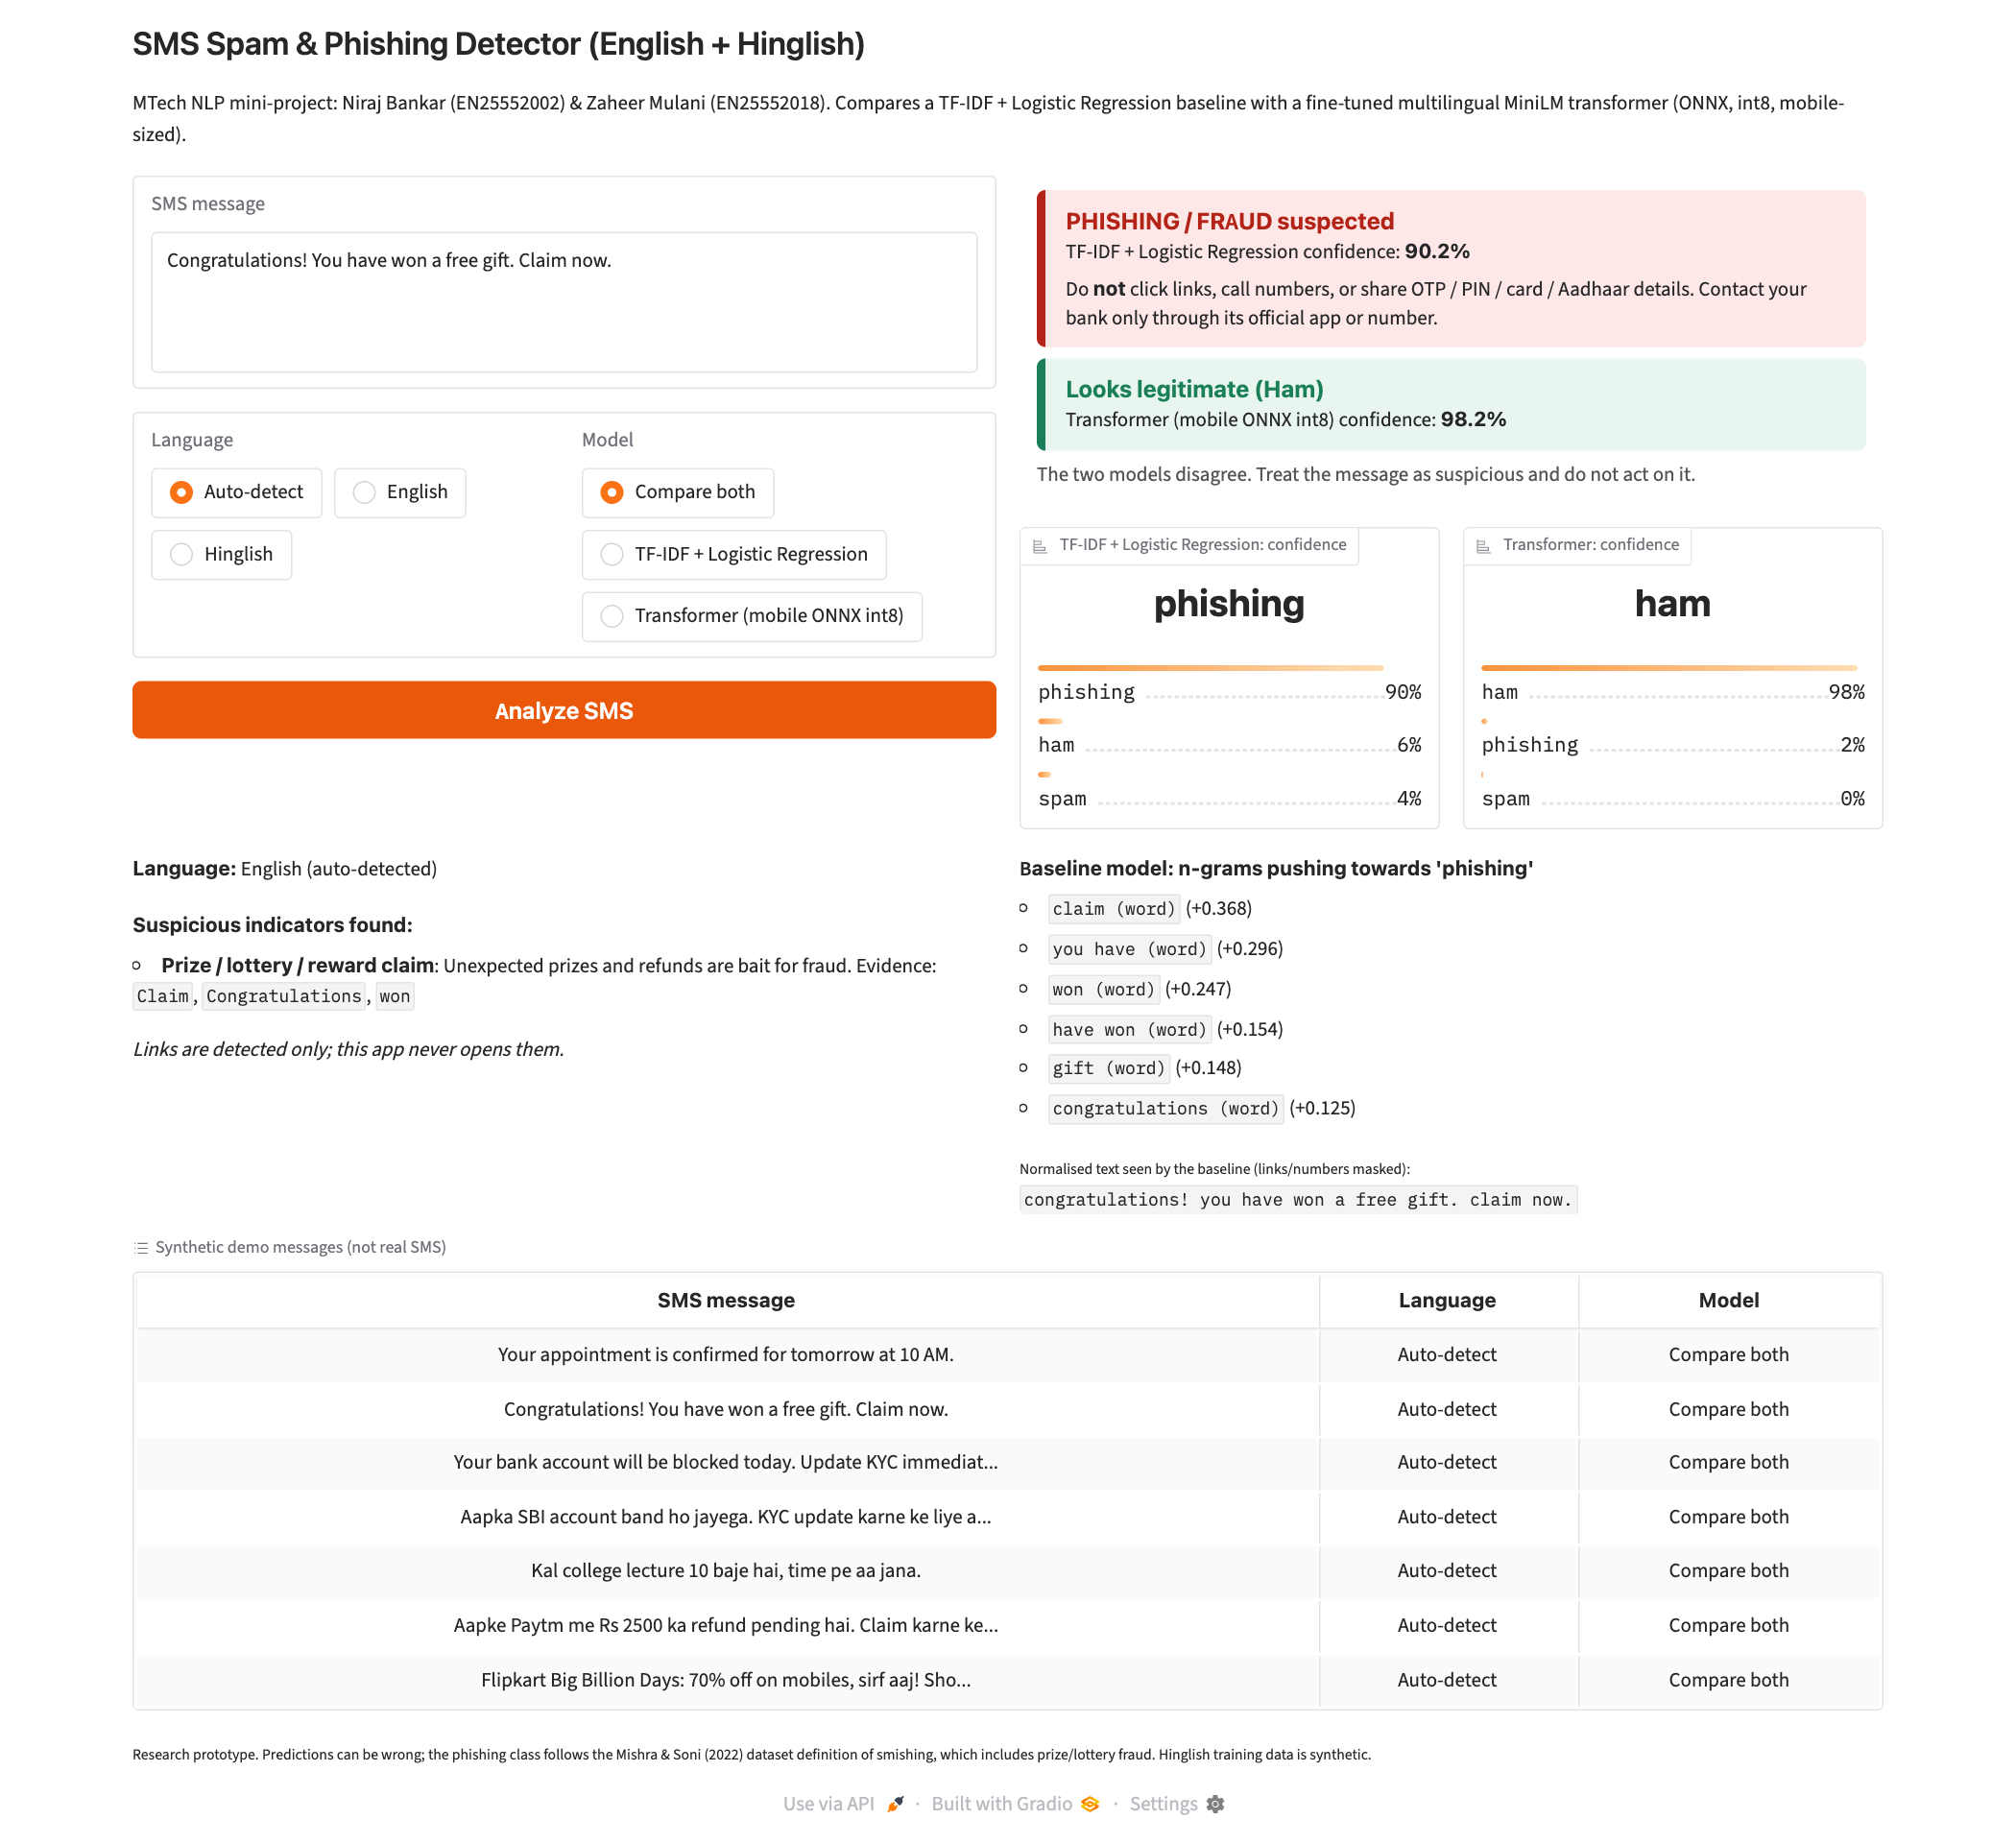 SMS Spam & Phishing Detector (English + Hinglish)
MTech NLP mini-project: Niraj Bankar (EN25552002) & Zaheer Mulani (EN25552018). Compares a TF-IDF + Logistic Regression baseline with a fine-tuned multilingual MiniLM transformer (ONNX, int8, mobile-
sized).
SMS message
Congratulations! You have won a free gift. Claim now.
Language
Auto-detect
English
Hinglish
Model
Compare both
TF-IDF + Logistic Regression
Transformer (mobile ONNX int8)
Analyze SMS
PHISHING / FRAUD suspected
TF-IDF + Logistic Regression confidence: 90.2%
Do not click links, call numbers, or share OTP / PIN / card / Aadhaar details. Contact your
bank only through its official app or number.
Looks legitimate (Ham)
Transformer (mobile ONNX int8) confidence: 98.2%
The two models disagree. Treat the message as suspicious and do not act on it.
TF-IDF + Logistic Regression: confidence
phishing
phishing 90%
ham 6%
spam 4%
Transformer: confidence
ham
ham 98%
phishing 2%
spam 0%
Language: English (auto-detected)
Suspicious indicators found:
Prize / lottery / reward claim: Unexpected prizes and refunds are bait for fraud. Evidence:
Claim, Congratulations, won
Links are detected only; this app never opens them.
Baseline model: n-grams pushing towards 'phishing'
claim (word) (+0.368)
you have (word) (+0.296)
won (word) (+0.247)
have won (word) (+0.154)
gift (word) (+0.148)
congratulations (word) (+0.125)
Normalised text seen by the baseline (links/numbers masked):
congratulations! you have won a free gift. claim now.
Synthetic demo messages (not real SMS)
SMS message Language Model
Your appointment is confirmed for tomorrow at 10 AM. Auto-detect Compare both
Congratulations! You have won a free gift. Claim now. Auto-detect Compare both
Your bank account will be blocked today. Update KYC immediat... Auto-detect Compare both
Aapka SBI account band ho jayega. KYC update karne ke liye a... Auto-detect Compare both
Kal college lecture 10 baje hai, time pe aa jana. Auto-detect Compare both
Aapke Paytm me Rs 2500 ka refund pending hai. Claim karne ke... Auto-detect Compare both
Flipkart Big Billion Days: 70% off on mobiles, sirf aaj! Sho... Auto-detect Compare both
Research prototype. Predictions can be wrong; the phishing class follows the Mishra & Soni (2022) dataset definition of smishing, which includes prize/lottery fraud. Hinglish training data is synthetic.
Use via API · Built with Gradio · Settings